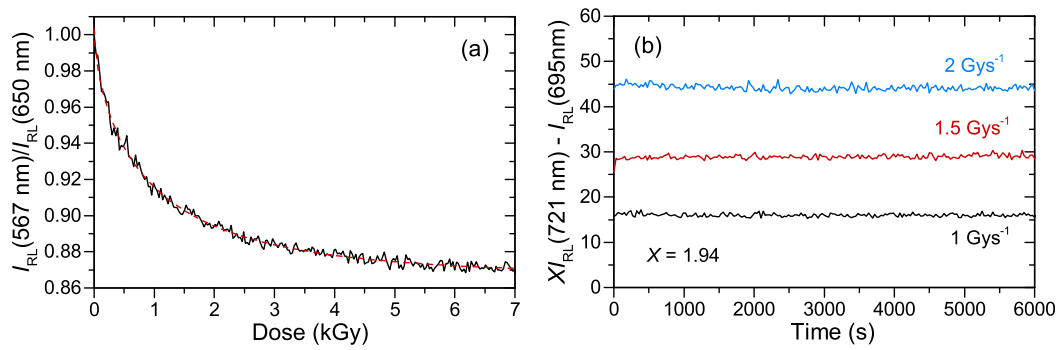 (a)
I_RL(567 nm)/I_RL(650 nm)
1.00
0.98
0.96
0.94
0.92
0.90
0.88
0.86
0 1 2 3 4 5 6 7
Dose (kGy)
(b)
XI_RL(721 nm) - I_RL(695nm)
60
50
40
30
20
10
0
2 Gys⁻¹
1.5 Gys⁻¹
1 Gys⁻¹
X = 1.94
0 1000 2000 3000 4000 5000 6000
Time (s)